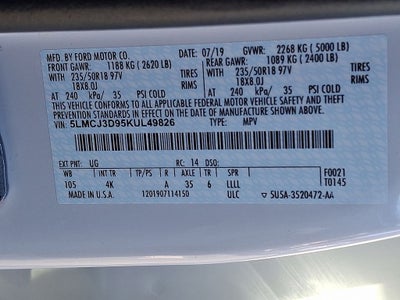 MFD. BY FORD MOTOR CO. 07/19 GVWR: 2268 KG ( 5000 LB)
FRONT GAWR: 1188 KG ( 2620 LB) REAR GAWR: 1089 KG ( 2400 LB)
WITH TIRES WITH TIRES
235/50R18 97V 235/50R18 97V
18X8.0J RIMS 18X8.0J RIMS
AT 240 kPa/ 35 PSI COLD AT 240 kPa/ 35 PSI COLD
THIS VEHICLE CONFORMS TO ALL APPLICABLE FEDERAL MOTOR VEHICLE SAFETY, BUMPER, AND THEFT
PREVENTION STANDARDS IN EFFECT ON THE DATE OF MANUFACTURE SHOWN ABOVE.
VIN: 5LMCJ3D95KUL49826 TYPE: MPV
EXT PNT: UG RC: 14 DSO: F0021
WB INT TR TP/PS R AXLE TR SPR T0145
105 4K A 35 6 LLLL
MADE IN U.S.A. 1201907114150 ULC SU5A-3520472-AA